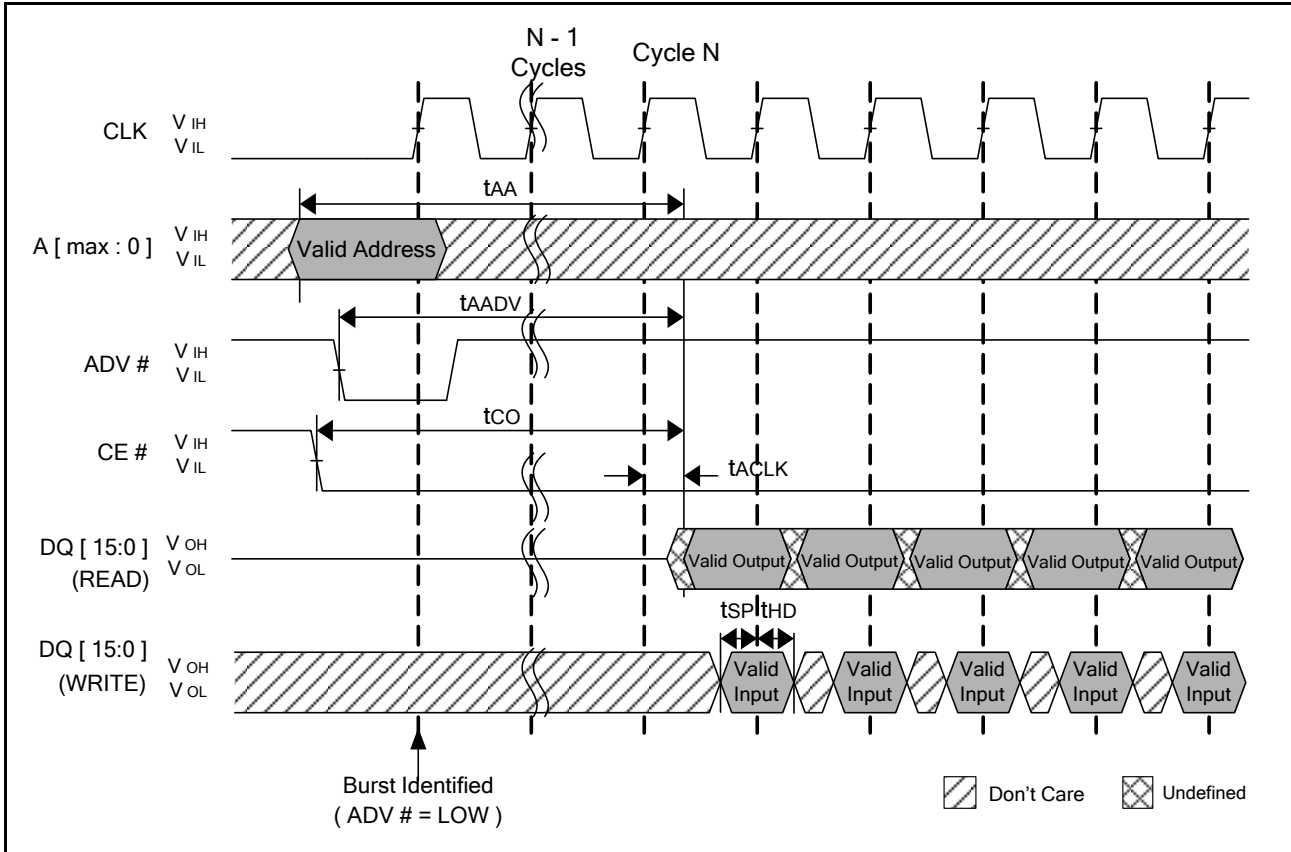 N - 1
Cycles
Cycle N
CLK
V IH
V IL
tAA
A [ max : 0 ]
V IH
V IL
Valid Address
tAADV
ADV #
V IH
V IL
tCO
CE #
V IH
V IL
tACLK
DQ [ 15:0 ]
(READ)
V OH
V OL
Valid Output
Valid Output
Valid Output
Valid Output
Valid Output
tSP
tHD
DQ [ 15:0 ]
(WRITE)
V OH
V OL
Valid
Input
Valid
Input
Valid
Input
Valid
Input
Valid
Input
Burst Identified
( ADV # = LOW )
Don't Care
Undefined